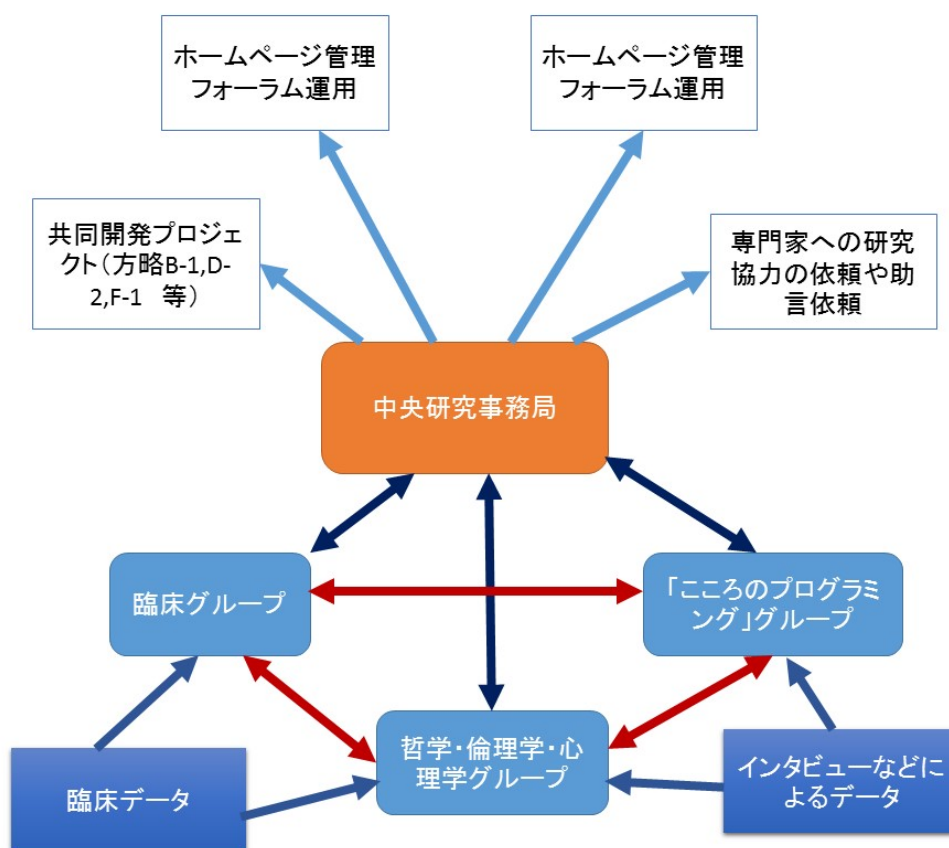 ホームページ管理
フォーラム運用
ホームページ管理
フォーラム運用
共同開発プロジェ
クト（方略B-1,D-
2,F-1　等）
専門家への研究
協力の依頼や助
言依頼
中央研究事務局
臨床グループ
「こころのプログラミ
ング」グループ
哲学・倫理学・心
理学グループ
臨床データ
インタビューなどに
よるデータ